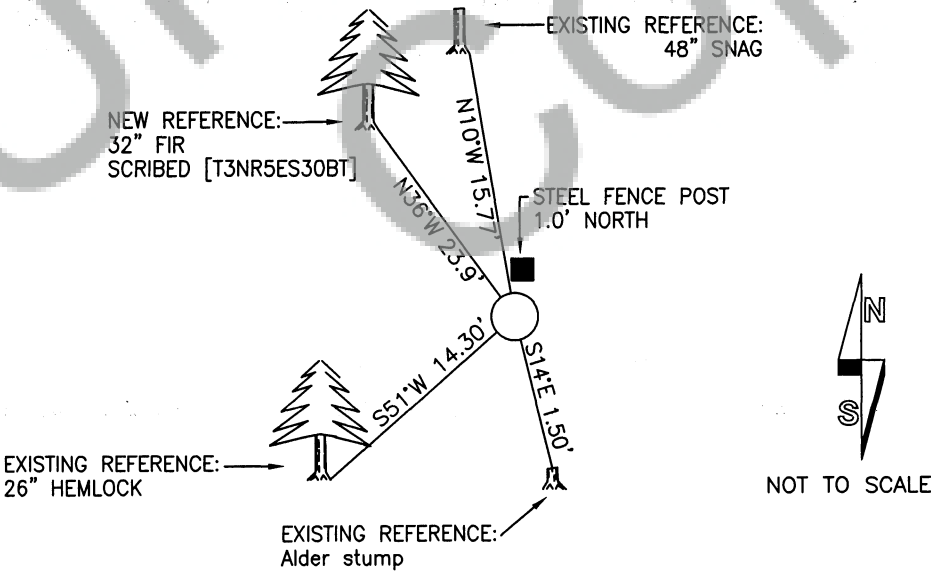 EXISTING REFERENCE:
48" SNAG
NEW REFERENCE:
32" FIR
SCRIBED [T3NR5ES30BT]
N10°W 15.77'
N36°W 23.9'
STEEL FENCE POST
1.0' NORTH
N
S
NOT TO SCALE
S51°W 14.30'
S14°E 1.50'
EXISTING REFERENCE:
26" HEMLOCK
EXISTING REFERENCE:
Alder stump